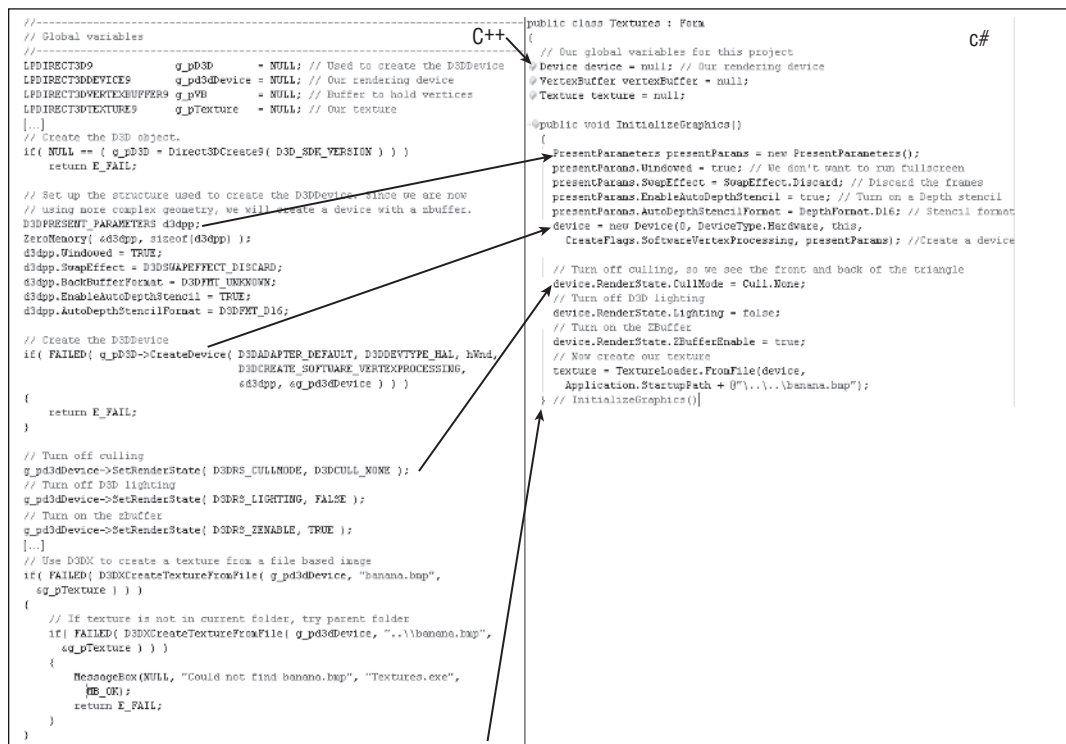 //------------------------------------------------------------
// Global variables
//------------------------------------------------------------
LPDIRECT3D9 g_pD3D = NULL; // Used to create the D3DDevice
LPDIRECT3DDEVICE9 g_pd3dDevice = NULL; // Our rendering device
LPDIRECT3DVERTEXBUFFER9 g_pVB = NULL; // Buffer to hold vertices
LPDIRECT3DTEXTURE9 g_pTexture = NULL; // Our texture
[...]
// Create the D3D object.
if( NULL == ( g_pD3D = Direct3DCreate9( D3D_SDK_VERSION ) ) )
return E_FAIL;
// Set up the structure used to create the D3DDevice. Since we are now
// using more complex geometry, we will create a device with a zbuffer.
D3DPRESENT_PARAMETERS d3dpp;
ZeroMemory( &d3dpp, sizeof(d3dpp) );
d3dpp.Windowed = TRUE;
d3dpp.SwapEffect = D3DSWAPEFFECT_DISCARD;
d3dpp.BackBufferFormat = D3DFMT_UNKNOWN;
d3dpp.EnableAutoDepthStencil = TRUE;
d3dpp.AutoDepthStencilFormat = D3DFMT_D16;
// Create the D3DDevice
if( FAILED( g_pD3D->CreateDevice( D3DADAPTER_DEFAULT, D3DDEVTYPE_HAL, hWnd,
D3DCREATE_SOFTWARE_VERTEXPROCESSING,
&d3dpp, &g_pd3dDevice ) ) )
{
return E_FAIL;
}
// Turn off culling
g_pd3dDevice->SetRenderState( D3DRS_CULLMODE, D3DCULL_NONE );
// Turn off D3D lighting
g_pd3dDevice->SetRenderState( D3DRS_LIGHTING, FALSE );
// Turn on the zbuffer
g_pd3dDevice->SetRenderState( D3DRS_ZENABLE, TRUE );
[...]
// Use D3DX to create a texture from a file based image
if( FAILED( D3DXCreateTextureFromFile( g_pd3dDevice, "banana.bmp",
&g_pTexture ) ) )
{
// If texture is not in current folder, try parent folder
if( FAILED( D3DXCreateTextureFromFile( g_pd3dDevice, "..\\banana.bmp",
&g_pTexture ) ) )
{
MessageBox(NULL, "Could not find banana.bmp", "Textures.exe",
MB_OK);
return E_FAIL;
}
}
C++
c#
public class Textures : Form
{
// Our global variables for this project
Device device = null; // Our rendering device
VertexBuffer vertexBuffer = null;
Texture texture = null;
public void InitializeGraphics()
{
PresentParameters presentParams = new PresentParameters();
presentParams.Windowed = true; // We don't want to run fullscreen
presentParams.SwapEffect = SwapEffect.Discard; // Discard the frames
presentParams.EnableAutoDepthStencil = true; // Turn on a Depth stencil
presentParams.AutoDepthStencilFormat = DepthFormat.D16; // Stencil format
device = new Device(0, DeviceType.Hardware, this,
CreateFlags.SoftwareVertexProcessing, presentParams); //Create a device
// Turn off culling, so we see the front and back of the triangle
device.RenderState.CullMode = Cull.None;
// Turn off D3D lighting
device.RenderState.Lighting = false;
// Turn on the ZBuffer
device.RenderState.ZBufferEnable = true;
// Now create our texture
texture = TextureLoader.FromFile(device,
Application.StartupPath + @"\..\..\banana.bmp");
} // InitializeGraphics()